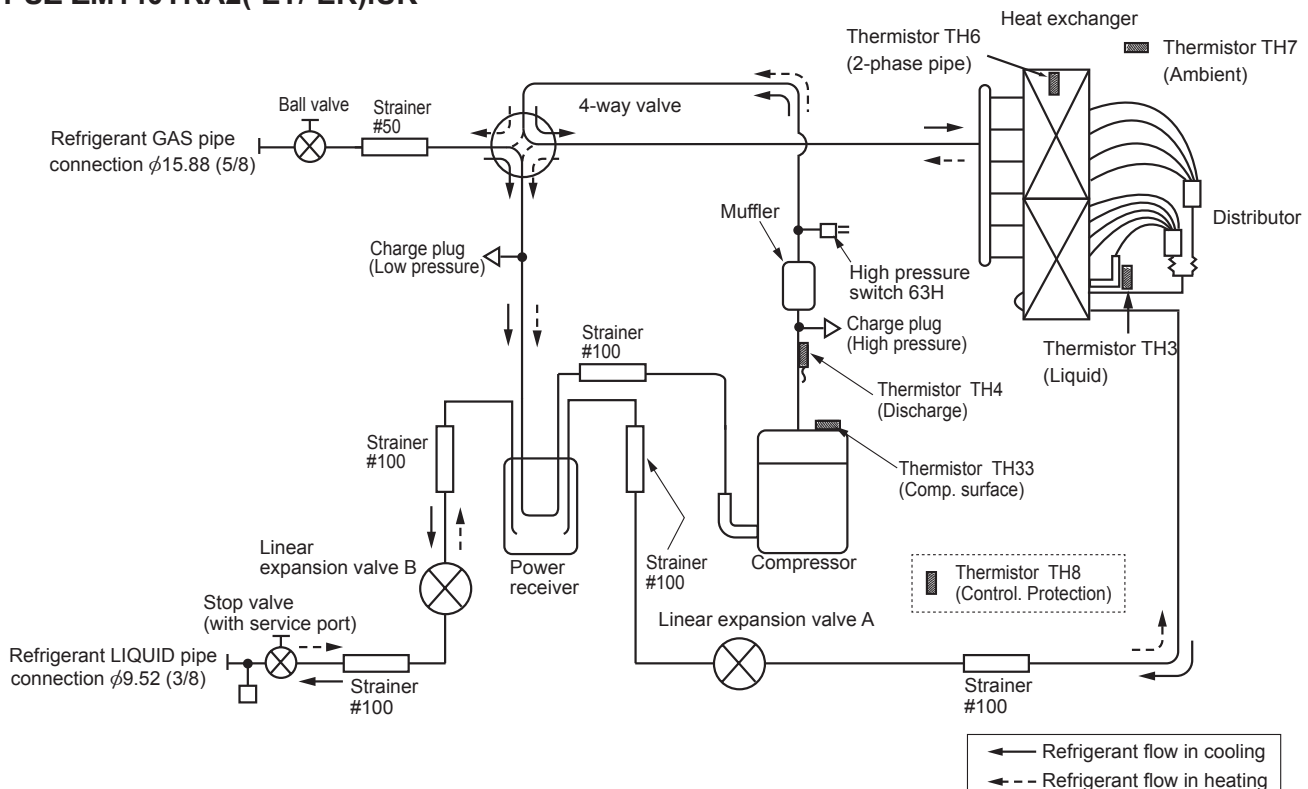 Heat exchanger
Thermistor TH6
(2-phase pipe)
Thermistor TH7
(Ambient)
Ball valve
Strainer
#50
4-way valve
Refrigerant GAS pipe
connection ϕ15.88 (5/8)
Muffler
Distributor
Charge plug
(Low pressure)
High pressure
switch 63H
Strainer
#100
Charge plug
(High pressure)
Thermistor TH3
(Liquid)
Thermistor TH4
(Discharge)
Strainer
#100
Thermistor TH33
(Comp. surface)
Linear
expansion valve B
Power
receiver
Strainer
#100
Compressor
Thermistor TH8
(Control. Protection)
Stop valve
(with service port)
Linear expansion valve A
Refrigerant LIQUID pipe
connection ϕ9.52 (3/8)
Strainer
#100
Strainer
#100
Refrigerant flow in cooling
Refrigerant flow in heating